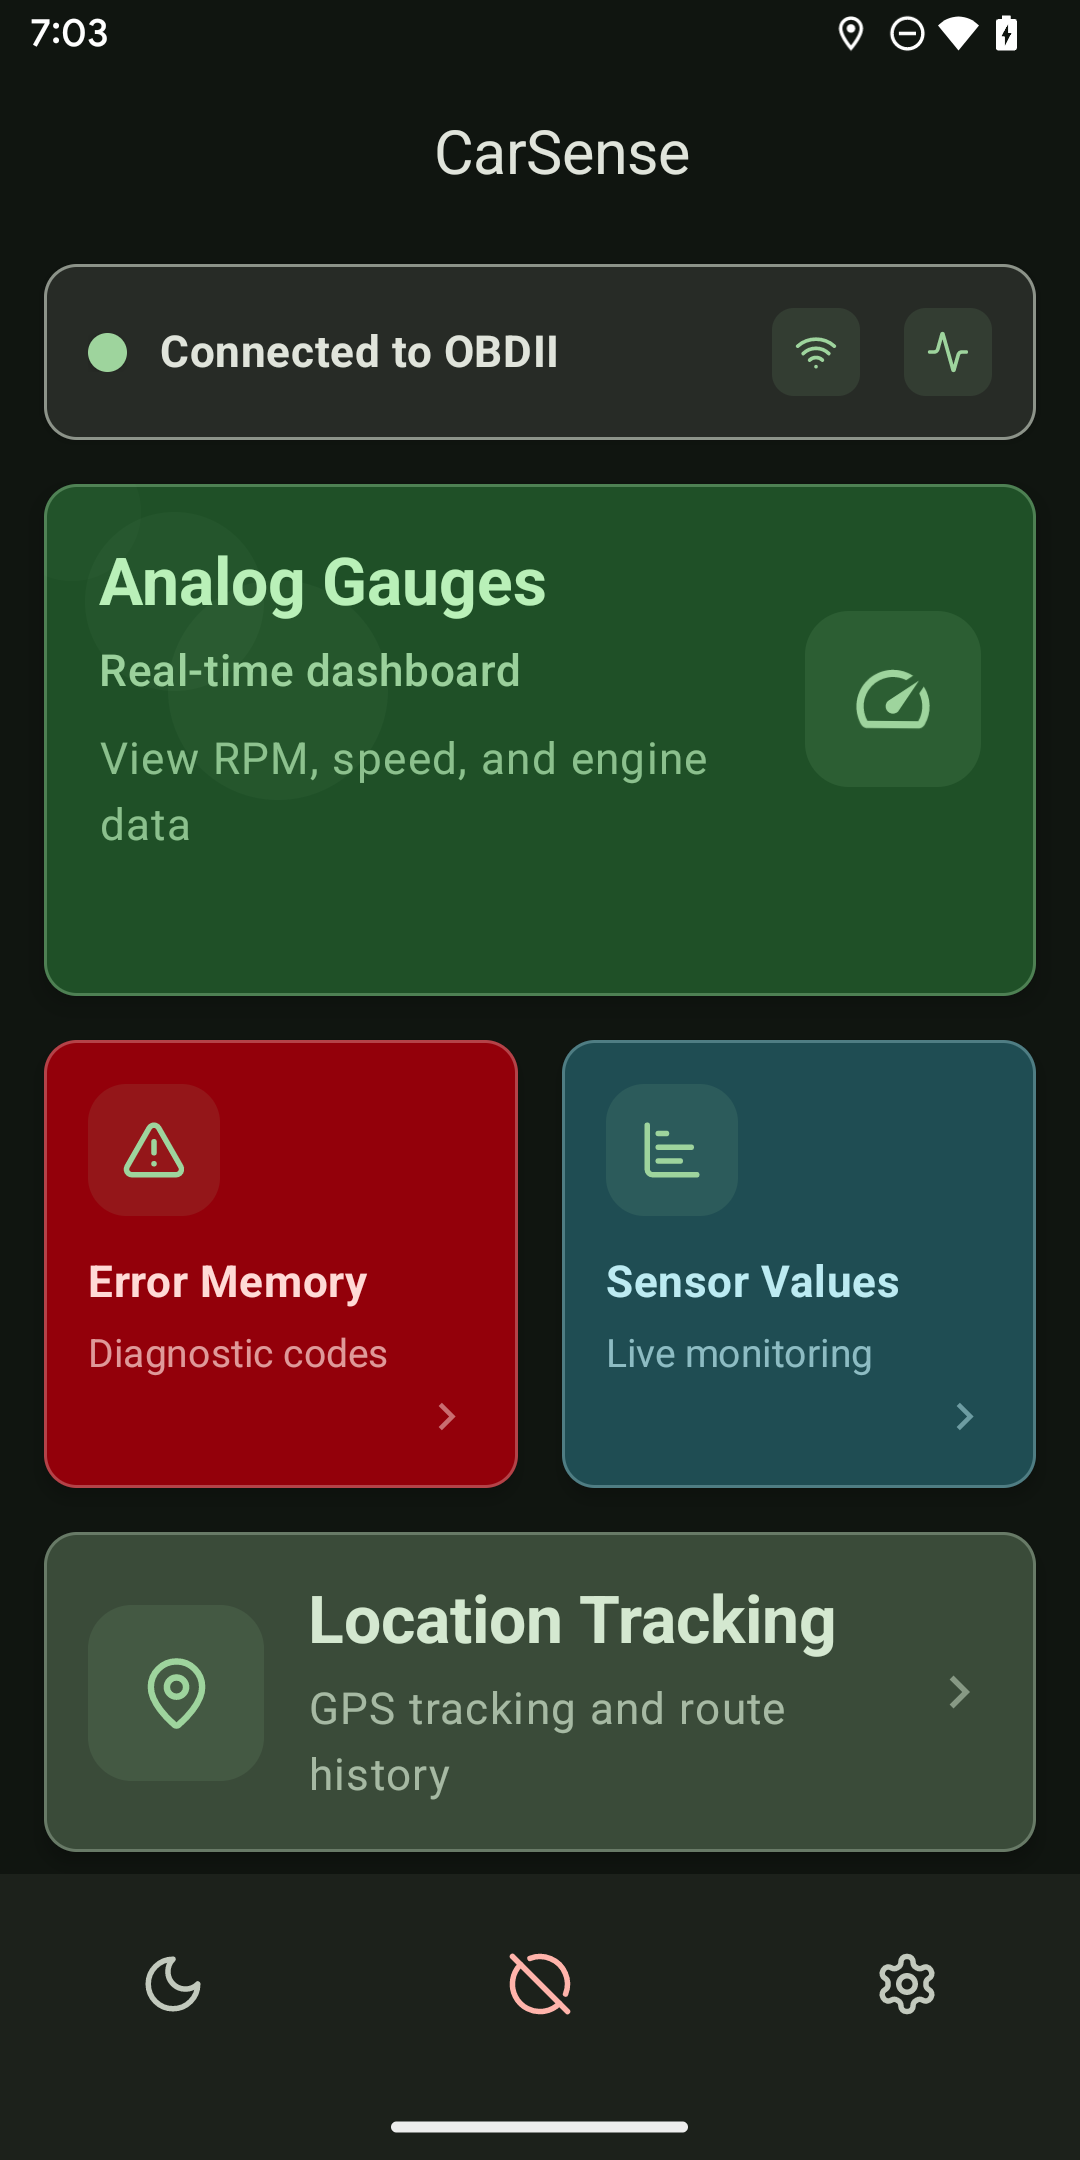 7:03
CarSense
Connected to OBDII
Analog Gauges
Real-time dashboard
View RPM, speed, and engine
data
Error Memory
Diagnostic codes
Sensor Values
Live monitoring
Location Tracking
GPS tracking and route
history